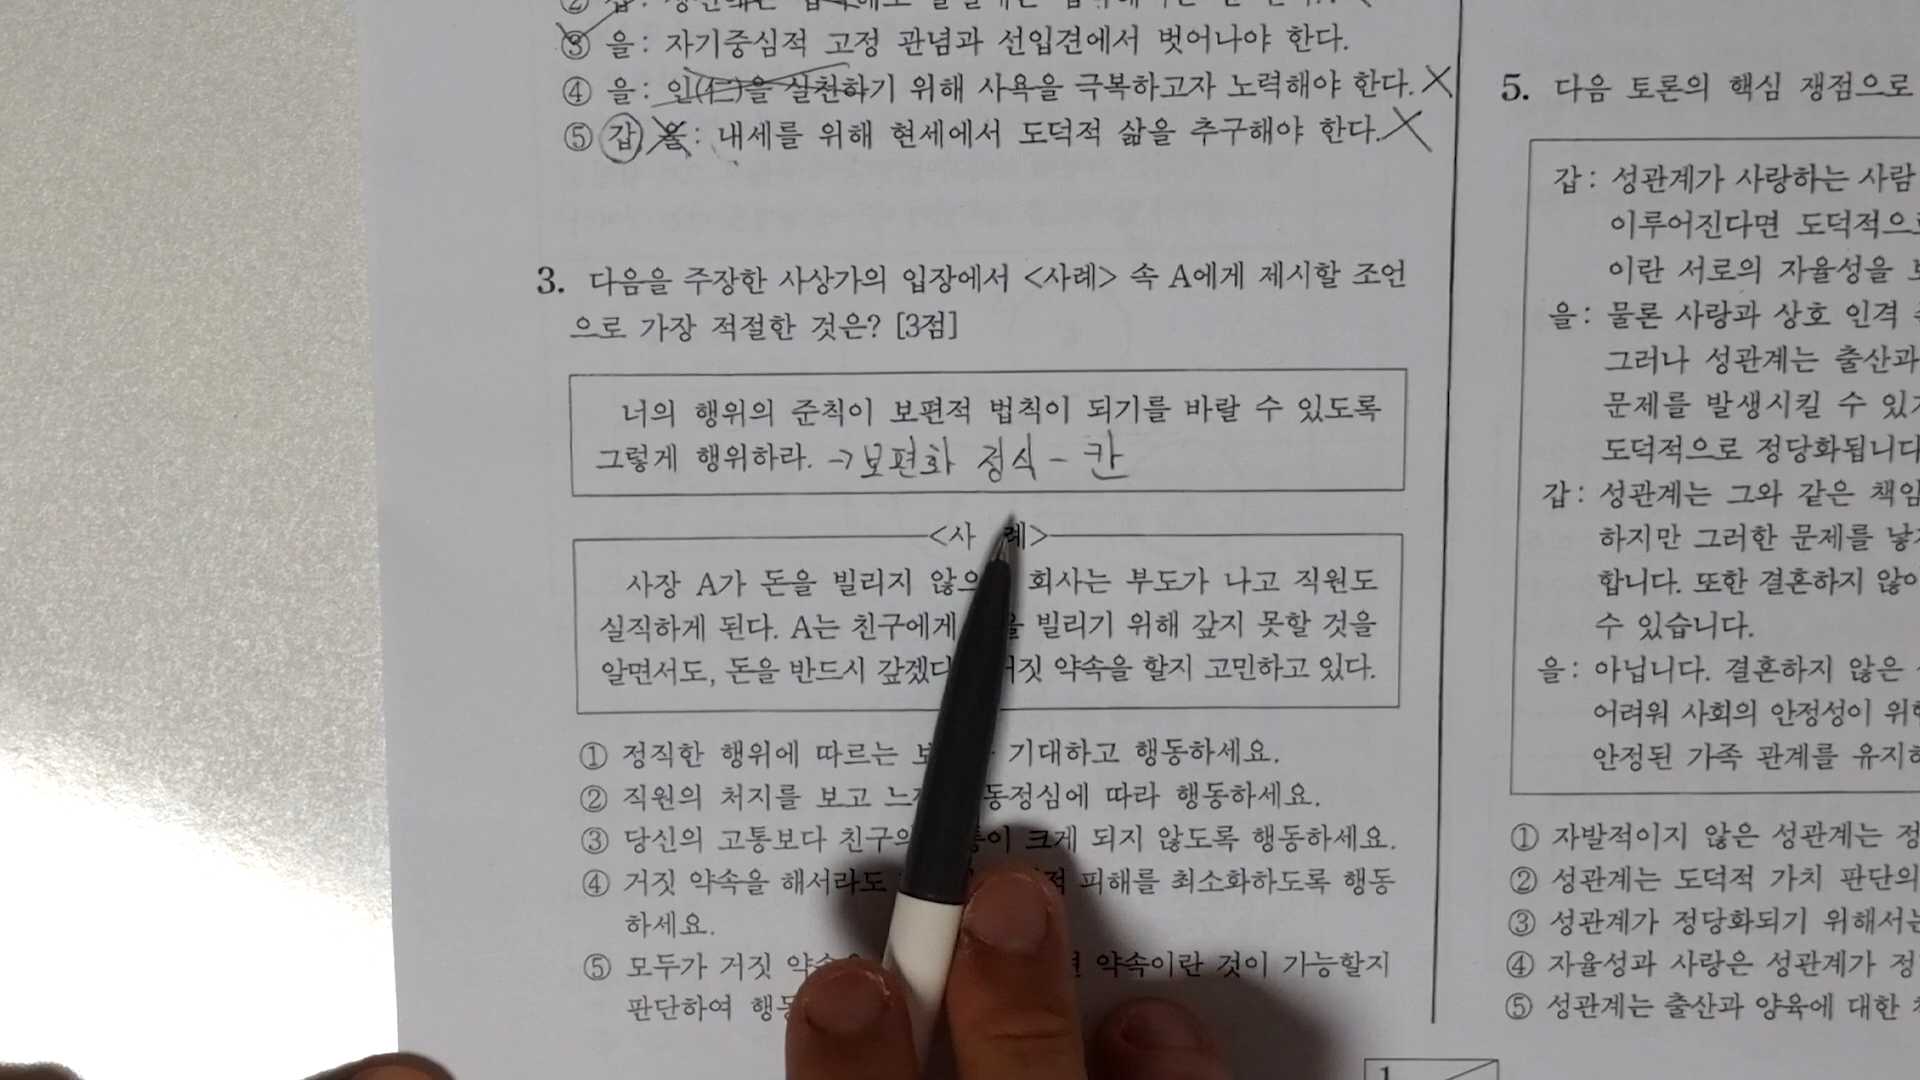 ③ 을: 자기중심적 고정 관념과 선입견에서 벗어나야 한다.
④ 을: 인(仁)을 실천하기 위해 사욕을 극복하고자 노력해야 한다.
⑤ 갑 을: 내세를 위해 현세에서 도덕적 삶을 추구해야 한다.
3. 다음을 주장한 사상가의 입장에서 <사례> 속 A에게 제시할 조언
으로 가장 적절한 것은? [3점]
너의 행위의 준칙이 보편적 법칙이 되기를 바랄 수 있도록
그렇게 행위하라. → 보편화 정식 - 칸
<사 례>
사장 A가 돈을 빌리지 회사는 부도가 나고 직원도
실직하게 된다. A는 친구에게 빌리기 위해 갚지 못할 것을
알면서도, 돈을 반드시 약속을 할지 고민하고 있다.
① 정직한 행위에 따르는 기대하고 행동하세요.
② 직원의 처지를 보고 동정심에 따라 행동하세요.
③ 당신의 고통보다 친구의 크게 되지 않도록 행동하세요.
④ 거짓 약속을 해서라도 피해를 최소화하도록 행동
하세요.
⑤ 모두가 거짓 약속이란 것이 가능할지
판단하여
5. 다음 토론의 핵심 쟁점으로
갑: 성관계가 사랑하는 사람
이루어진다면 도덕적으로
이란 서로의 자율성을
을: 물론 사랑과 상호 인격
그러나 성관계는 출산과
문제를 발생시킬 수 있
도덕적으로 정당화됩니다
갑: 성관계는 그와 같은 책임
하지만 그러한 문제를
합니다. 또한 결혼하지 않
수 있습니다.
을: 아닙니다. 결혼하지 않은
어려워 사회의 안정성이
안정된 가족 관계를
① 자발적이지 않은 성관계는
② 성관계는 도덕적 가치 판단의
③ 성관계가 정당화되기 위해서는
④ 자율성과 사랑은 성관계가
⑤ 성관계는 출산과 양육에 대한
1